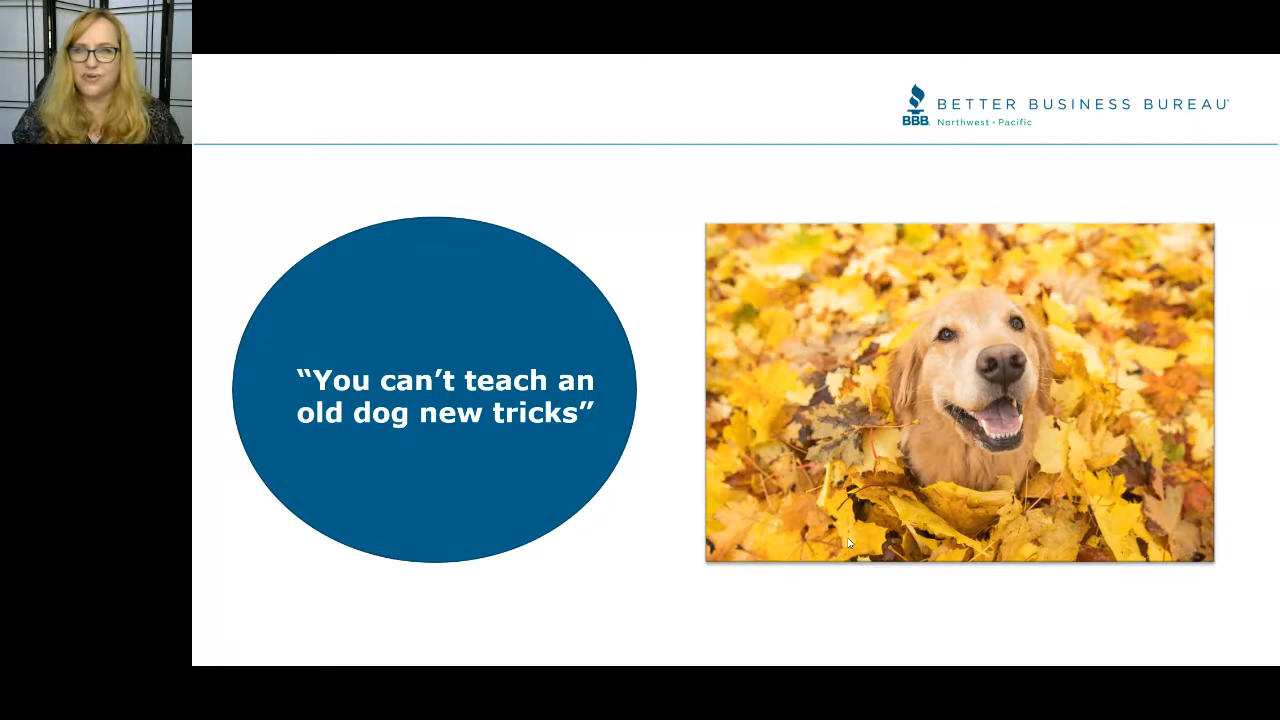 BETTER BUSINESS BUREAU
BBB. Northwest • Pacific
“You can’t teach an
old dog new tricks”